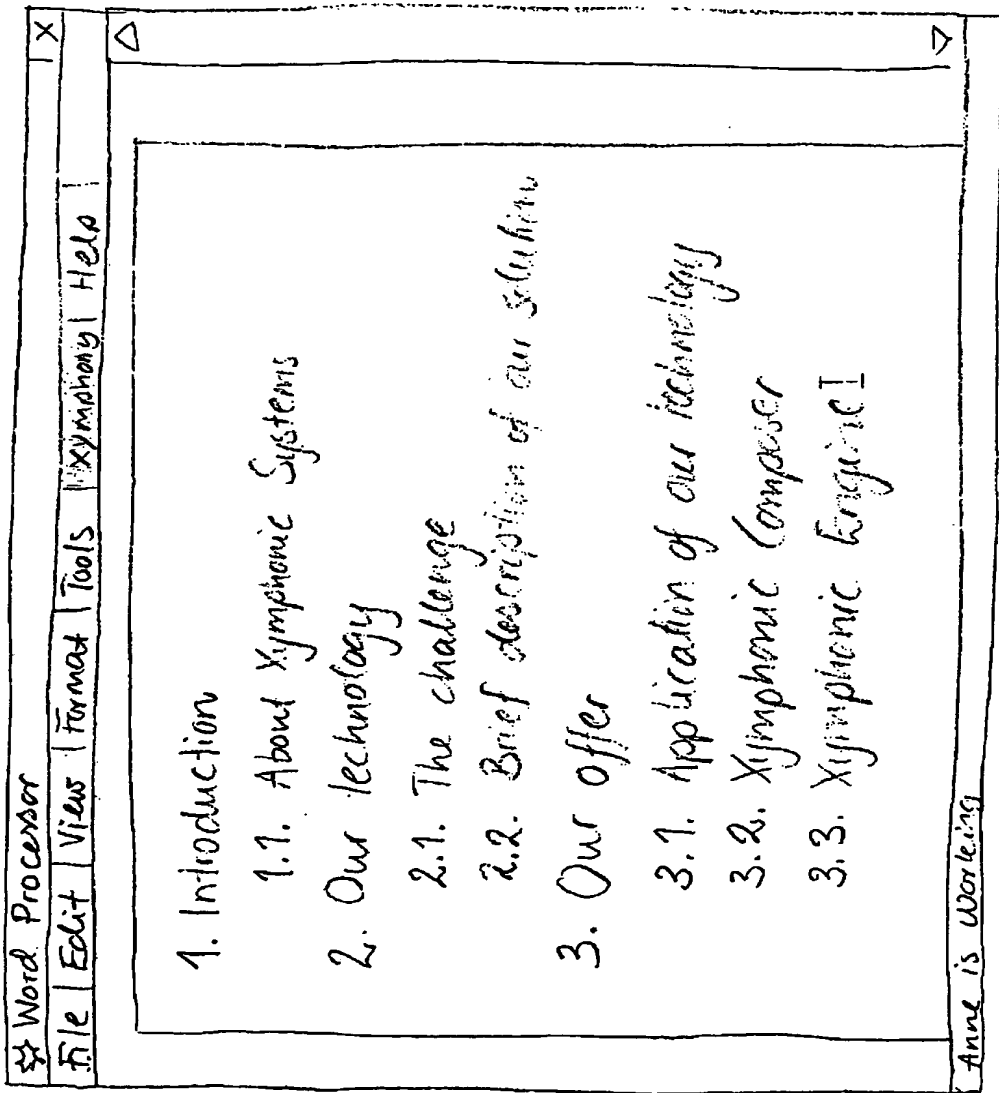 Word Processor X
File | Edit | View | Format | Tools | Xymphony | Help |
1. Introduction
1.1. About Xymphonic Systems
2. Our technology
2.1. The challenge
2.2. Brief description of our solution
3. Our offer
3.1. Application of our technology
3.2. Xymphonic Composer
3.3. Xymphonic Engine
Anne is working